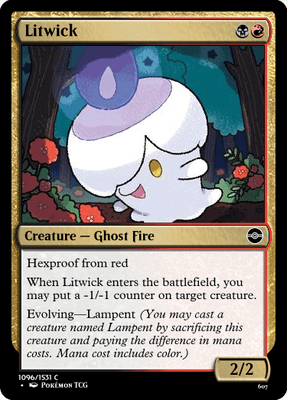 Litwick
Creature — Ghost Fire
Hexproof from red
When Litwick enters the battlefield, you
may put a -1/-1 counter on target creature.
Evolving—Lampent (You may cast a
creature named Lampent by sacrificing this
creature and paying the difference in mana
costs. Mana cost includes color.)
2/2
1096/1531 C
• POKÉMON TCG
607